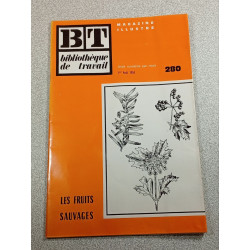 MAGAZINE
ILLUSTRÉ
BT
bibliothèque
de travail
280
LES FRUITS
SAUVAGES